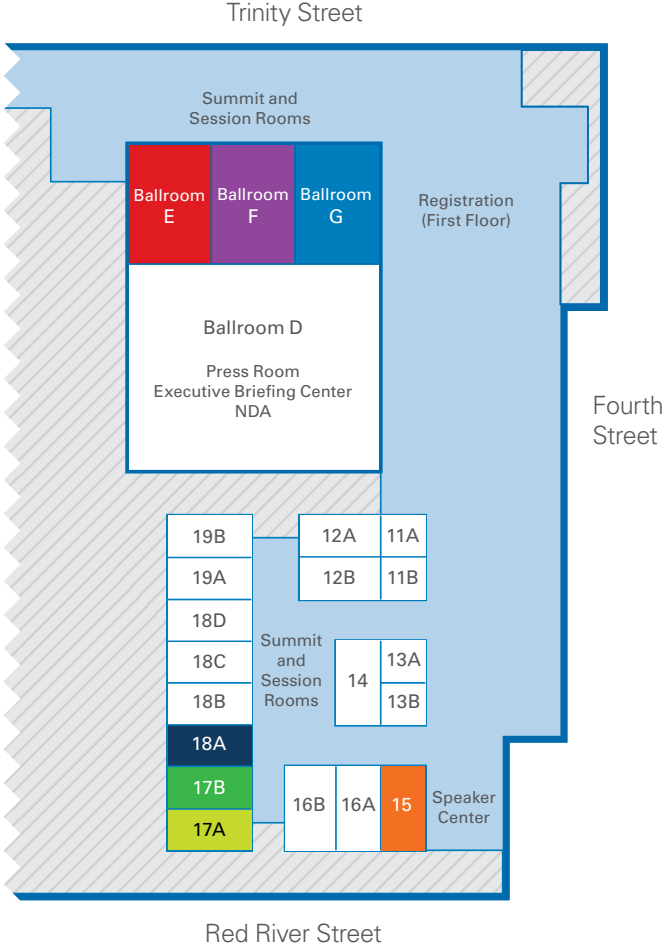 Trinity Street
Summit and
Session Rooms
Ballroom
E
Ballroom
F
Ballroom
G
Registration
(First Floor)
Ballroom D
Press Room
Executive Briefing Center
NDA
Fourth
Street
19B
12A
11A
19A
12B
11B
18D
18C
18B
Summit
and
Session
Rooms
14
13A
13B
18A
17B
17A
16B
16A
15
Speaker
Center
Red River Street